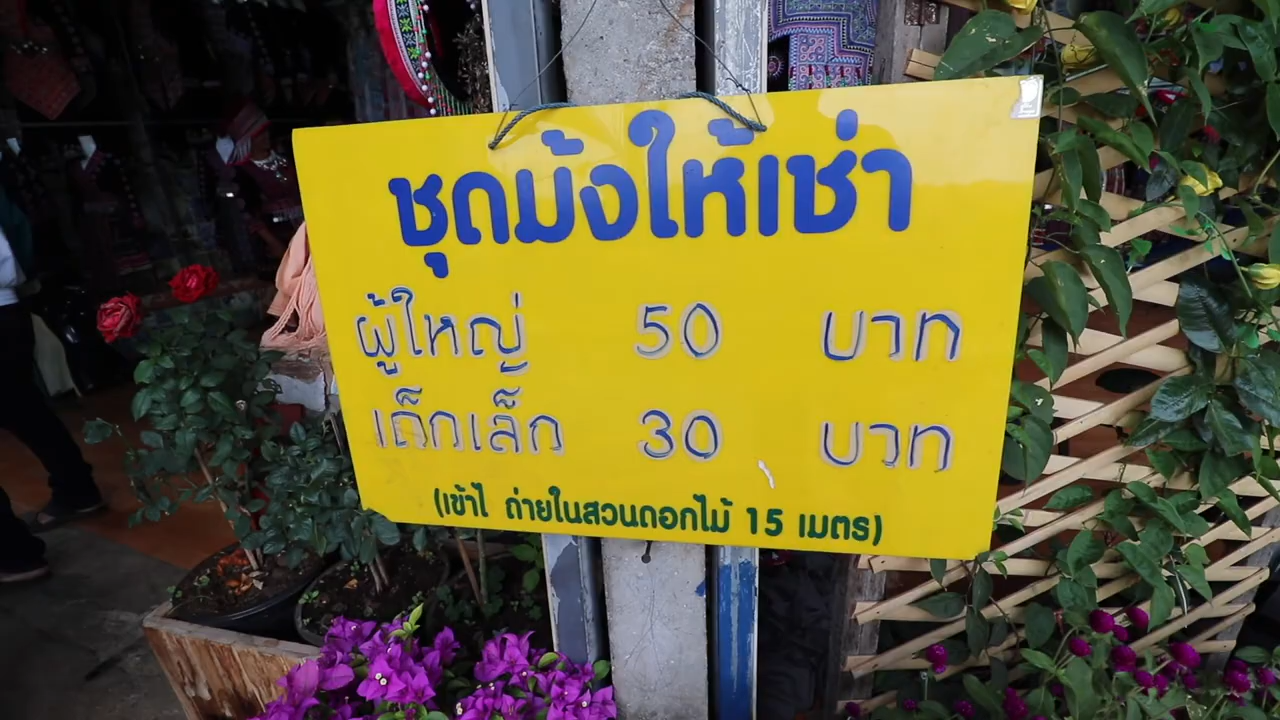 ชุดม้งให้เช่า
ผู้ใหญ่ 50 บาท
เด็กเล็ก 30 บาท
(เข้าไ ถ่ายในสวนดอกไม้ 15 เมตร)